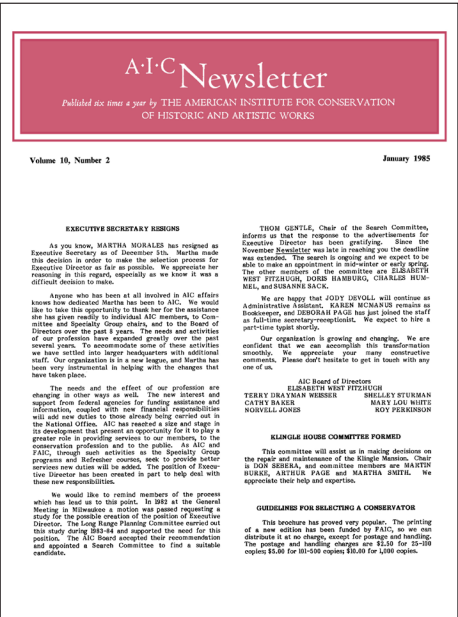 A·I·C Newsletter
Published six times a year by THE AMERICAN INSTITUTE FOR CONSERVATION
OF HISTORIC AND ARTISTIC WORKS
Volume 10, Number 2
January 1985
EXECUTIVE SECRETARY RESIGNS
As you know, MARTHA MORALES has resigned as
Executive Secretary as of December 5th. Martha made
this decision in order to make the selection process for
Executive Director as fair as possible. We appreciate her
reasoning in this regard, especially as we know it was a
difficult decision to make.
Anyone who has been at all involved in AIC affairs
knows how dedicated Martha has been to AIC. We would
like to take this opportunity to thank her for the assistance
she has given readily to individual AIC members, to Com-
mittee and Specialty Group chairs, and to the Board of
Directors over the past 8 years. The needs and activities
of our profession have expanded greatly over the past
several years. To accommodate some of these activities
we have settled into larger headquarters with additional
staff. Our organization is in a new league, and Martha has
been very instrumental in helping with the changes that
have taken place.
The needs and the effect of our profession are
changing in other ways as well. The new interest and
support from federal agencies for funding assistance and
information, coupled with new financial responsibilities
will add new duties to those already being carried out in
the National Office. AIC has reached a size and stage in
its development that present an opportunity for it to play a
greater role in providing services to our members, to the
conservation profession and to the public. As AIC and
FAIC, through such activities as the Specialty Group
programs and Refresher courses, seek to provide better
services new duties will be added. The position of Execu-
tive Director has been created in part to help deal with
these new responsibilities.
We would like to remind members of the process
which has lead us to this point. In 1982 at the General
Meeting in Milwaukee a motion was passed requesting a
study for the possible creation of the position of Executive
Director. The Long Range Planning Committee carried out
this study during 1983-84 and supported the need for this
position. The AIC Board accepted their recommendation
and appointed a Search Committee to find a suitable
candidate.
THOM GENTLE, Chair of the Search Committee,
informs us that the response to the advertisements for
Executive Director has been gratifying. Since the
November Newsletter was late in reaching you the deadline
was extended. The search is ongoing and we expect to be
able to make an appointment in mid-winter or early spring.
The other members of the committee are ELISABETH
WEST FITZHUGH, DORIS HAMBURG, CHARLES HUM-
MEL, and SUSANNE SACK.
We are happy that JODY DEVOLL will continue as
Administrative Assistant. KAREN MCMANUS remains as
Bookkeeper, and DEBORAH PAGE has just joined the staff
as full-time secretary-receptionist. We expect to hire a
part-time typist shortly.
Our organization is growing and changing. We are
confident that we can accomplish this transformation
smoothly. We appreciate your many constructive
comments. Please don't hesitate to get in touch with any
one of us.
AIC Board of Directors
ELISABETH WEST FITZHUGH
TERRY DRAYMAN WEISSER SHELLEY STURMAN
CATHY BAKER MARY LOU WHITE
NORVELL JONES ROY PERKINSON
KLINGLE HOUSE COMMITTEE FORMED
This committee will assist us in making decisions on
the repair and maintenance of the Klingle Mansion. Chair
is DON SEBERA, and committee members are MARTIN
BURKE, ARTHUR PAGE and MARTHA SMITH. We
appreciate their help and expertise.
GUIDELINES FOR SELECTING A CONSERVATOR
This brochure has proved very popular. The printing
of a new edition has been funded by FAIC, so we can
distribute it at no charge, except for postage and handling.
The postage and handling charges are $2.50 for 25-100
copies; $5.00 for 101-500 copies; $10.00 for 1,000 copies.